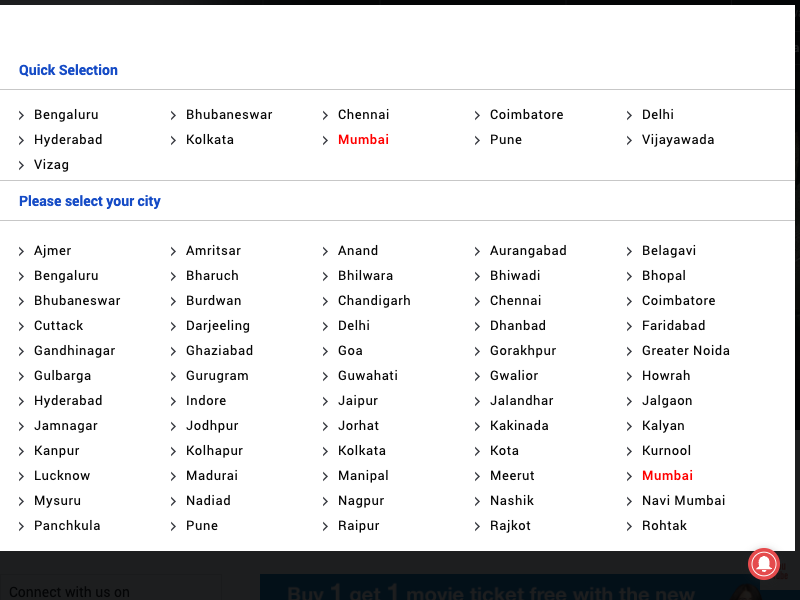 Quick Selection
Bengaluru Bhubaneswar Chennai Coimbatore Delhi
Hyderabad Kolkata Mumbai Pune Vijayawada
Vizag
Please select your city
Ajmer Amritsar Anand Aurangabad Belagavi
Bengaluru Bharuch Bhilwara Bhiwadi Bhopal
Bhubaneswar Burdwan Chandigarh Chennai Coimbatore
Cuttack Darjeeling Delhi Dhanbad Faridabad
Gandhinagar Ghaziabad Goa Gorakhpur Greater Noida
Gulbarga Gurugram Guwahati Gwalior Howrah
Hyderabad Indore Jaipur Jalandhar Jalgaon
Jamnagar Jodhpur Jorhat Kakinada Kalyan
Kanpur Kolhapur Kolkata Kota Kurnool
Lucknow Madurai Manipal Meerut Mumbai
Mysuru Nadiad Nagpur Nashik Navi Mumbai
Panchkula Pune Raipur Rajkot Rohtak
Connect with us on
Buy 1 get 1 movie ticket free with the new